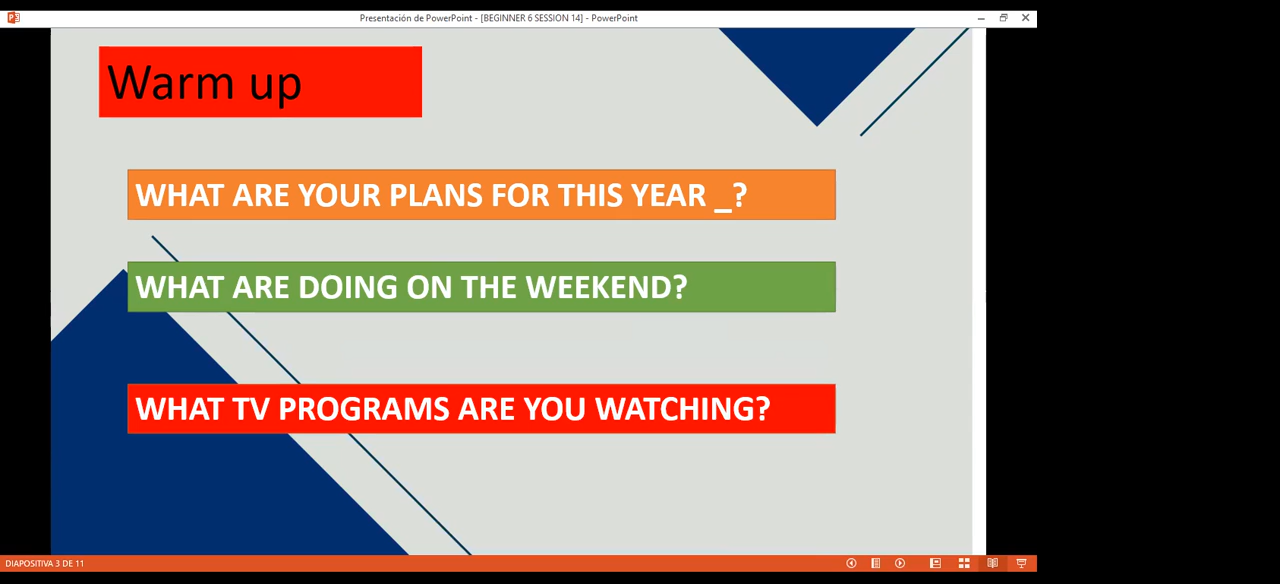 Presentación de PowerPoint - [BEGINNER 6 SESSION 14] - PowerPoint
Warm up
WHAT ARE YOUR PLANS FOR THIS YEAR _?
WHAT ARE DOING ON THE WEEKEND?
WHAT TV PROGRAMS ARE YOU WATCHING?
DIAPOSITIVA 3 DE 11